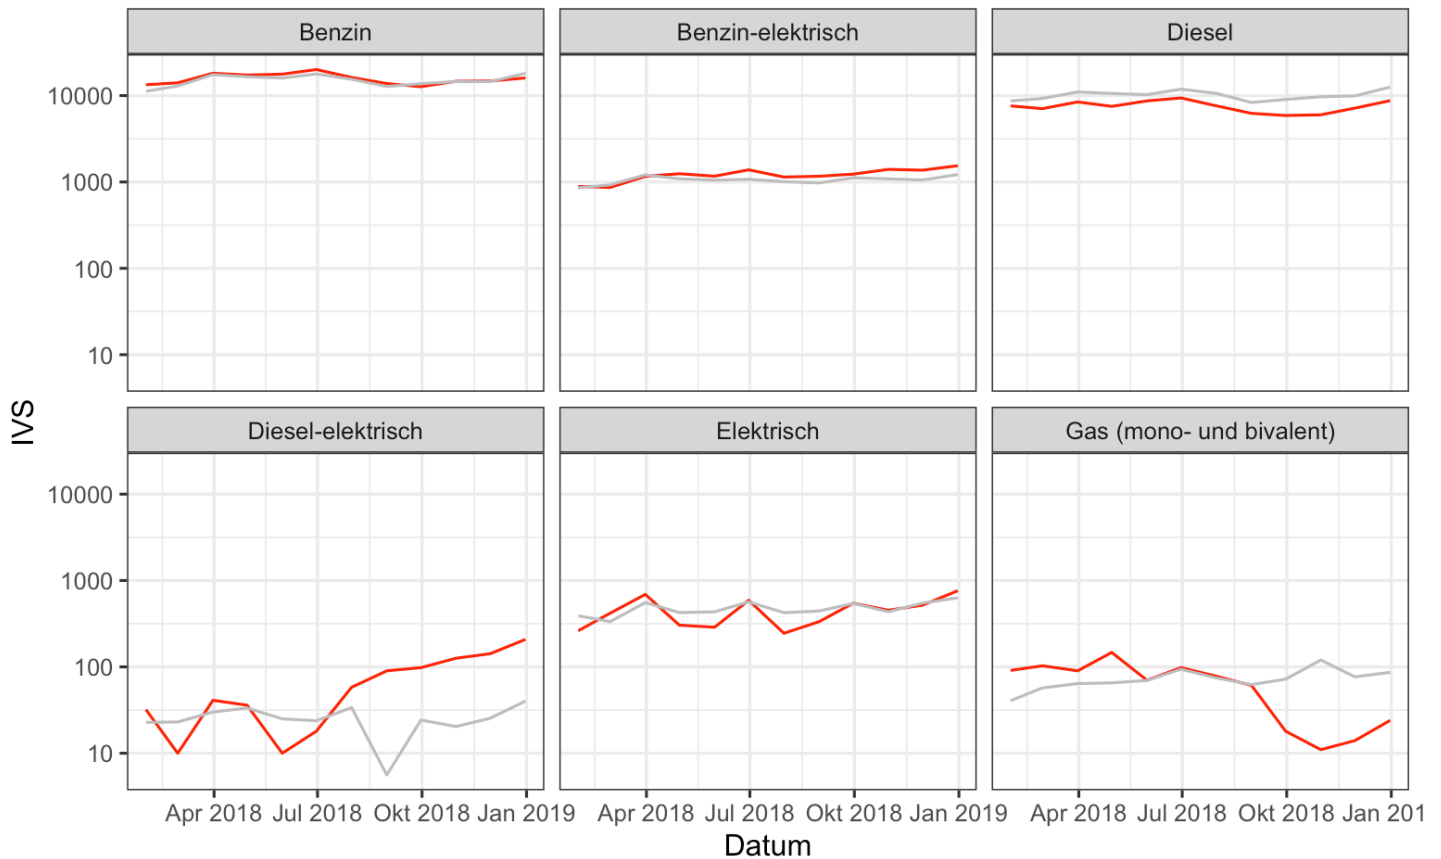 Benzin
Benzin-elektrisch
Diesel
10000
1000
100
10
IVS
Diesel-elektrisch
Elektrisch
Gas (mono- und bivalent)
10000
1000
100
10
Apr 2018 Jul 2018 Okt 2018 Jan 2019
Apr 2018 Jul 2018 Okt 2018 Jan 2019
Apr 2018 Jul 2018 Okt 2018 Jan 201
Datum